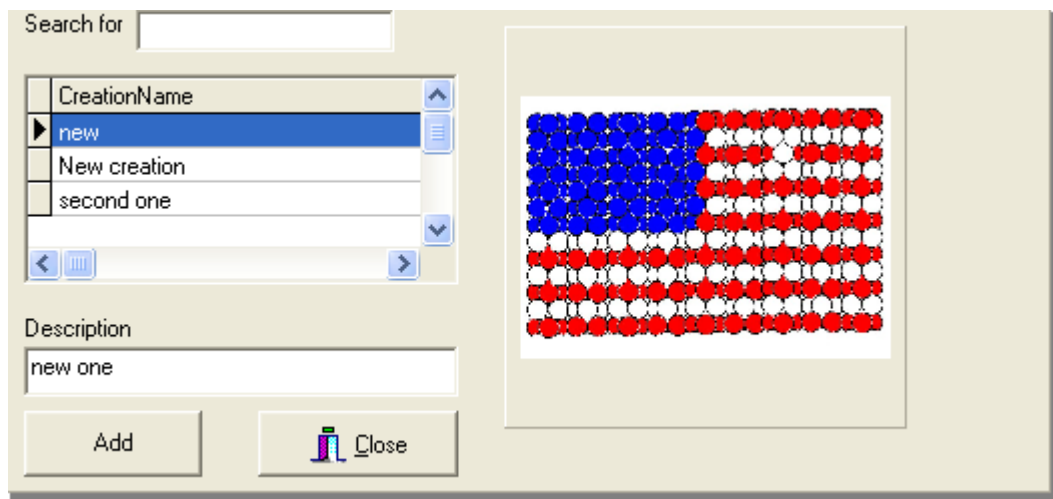 Search for
CreationName
new
New creation
second one
Description
new one
Add
Close